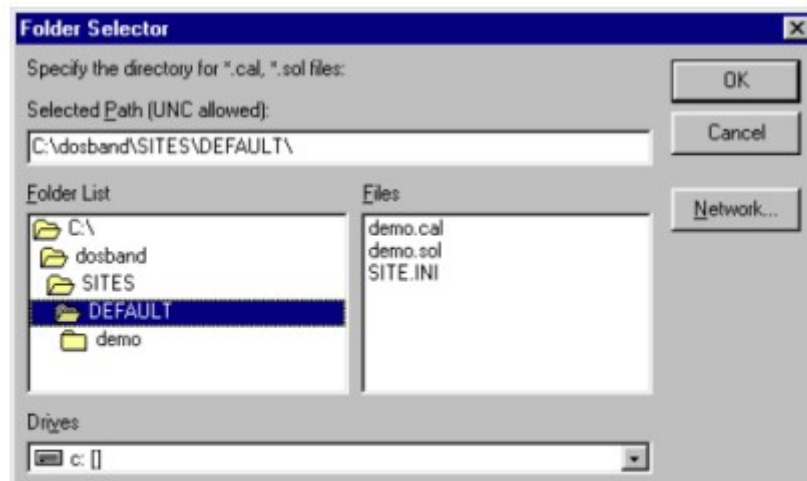 Folder Selector
Specify the directory for *.cal, *.sol files:
Selected Path (UNC allowed):
C:\dosband\SITES\DEFAULT\
OK
Cancel
Folder List
C:\
dosband
SITES
DEFAULT
demo
Files
demo.cal
demo.sol
SITE.INI
Network...
Drives
c: []